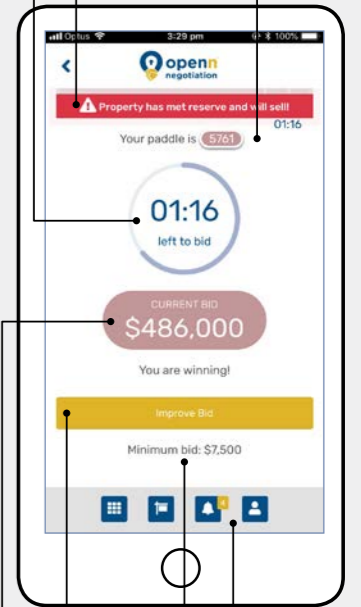 Optus 3:29 pm 100%
openn
negotiation
Property has met reserve and will sell!
01:16
Your paddle is 5761
01:16
left to bid
CURRENT BID
$486,000
You are winning!
Improve Bid
Minimum bid: $7,500
4